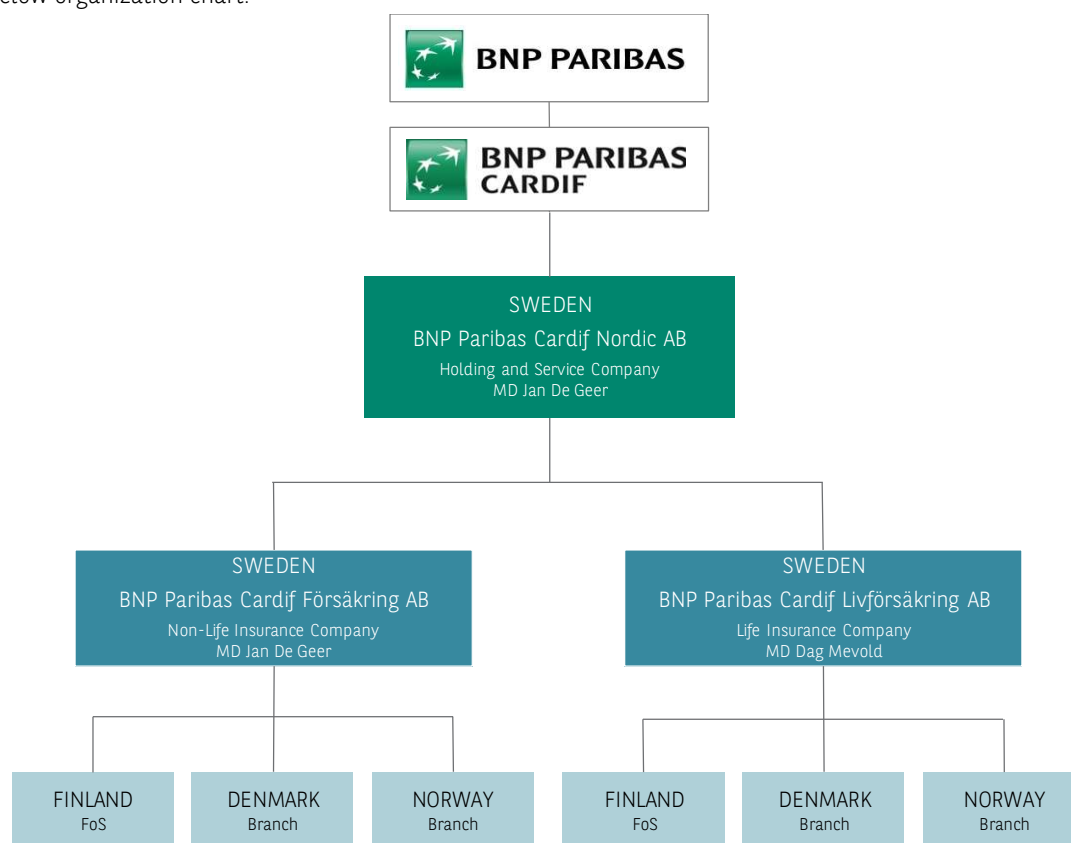 below organization chart.
BNP PARIBAS
BNP PARIBAS
CARDIF
SWEDEN
BNP Paribas Cardif Nordic AB
Holding and Service Company
MD Jan De Geer
SWEDEN
BNP Paribas Cardif Försäkring AB
Non-Life Insurance Company
MD Jan De Geer
SWEDEN
BNP Paribas Cardif Livförsäkring AB
Life Insurance Company
MD Dag Mevold
FINLAND
FoS
DENMARK
Branch
NORWAY
Branch
FINLAND
FoS
DENMARK
Branch
NORWAY
Branch